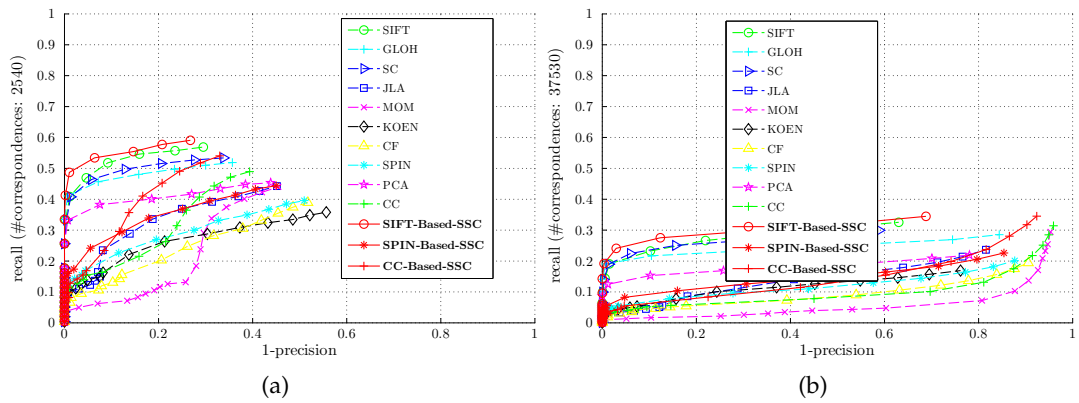 1
0.9
0.8
0.7
0.6
0.5
0.4
0.3
0.2
0.1
0
recall (#correspondences: 2540)
0
0.2
0.4
0.6
0.8
1
1-precision
SIFT
GLOH
SC
JLA
MOM
KOEN
CF
SPIN
PCA
CC
SIFT-Based-SSC
SPIN-Based-SSC
CC-Based-SSC
(a)
1
0.9
0.8
0.7
0.6
0.5
0.4
0.3
0.2
0.1
0
recall (#correspondences: 37530)
0
0.2
0.4
0.6
0.8
1
1-precision
SIFT
GLOH
SC
JLA
MOM
KOEN
CF
SPIN
PCA
CC
SIFT-Based-SSC
SPIN-Based-SSC
CC-Based-SSC
(b)